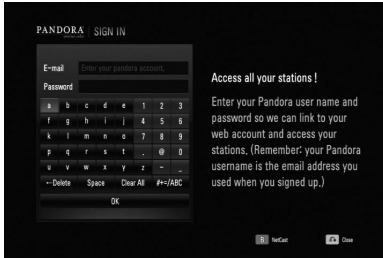 PANDORA SIGN IN
E-mail Enter your pandora account.
Password
a b c d e 1 2 3
f g h i j 4 5 6
k l m n o 7 8 9
p q r s t . @ 0
u v w x y z - _
←Delete Space Clear All #+=/ABC
OK
Access all your stations !
Enter your Pandora user name and
password so we can link to your
web account and access your
stations. (Remember: your Pandora
username is the email address you
used when you signed up.)
B NetCast Close